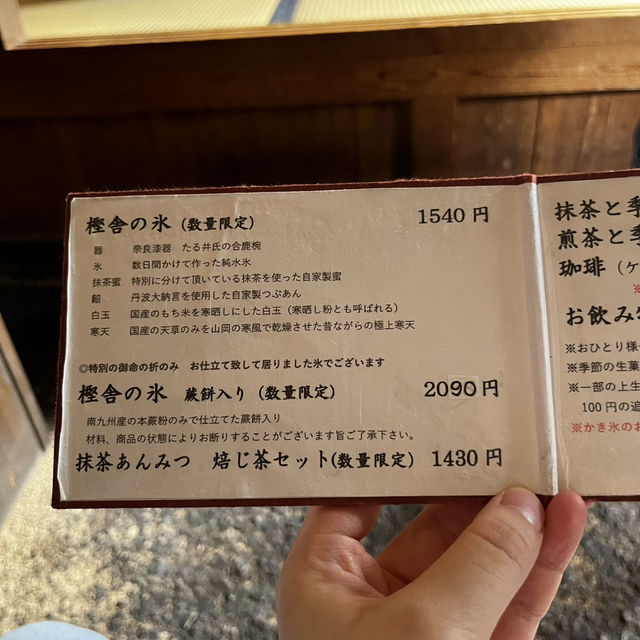 樫舎の氷（数量限定） 1540円
器 奈良漆器 たる井氏の合鹿椀
氷 数日間かけて作った純水氷
抹茶蜜 特別に分けて頂いている抹茶を使った自家製蜜
餡 丹波大納言を使用した自家製つぶあん
白玉 国産のもち米を寒晒しにした白玉（寒晒し粉とも呼ばれる）
寒天 国産の天草のみを山岡の寒風で乾燥させた昔ながらの極上寒天
◎特別の御命の折のみ お仕立て致して居りました氷でございます
樫舎の氷 蕨餅入り（数量限定） 2090円
南九州産の本蕨粉のみで仕立てた蕨餅入り
材料、商品の状態によりお断りすることがございます旨ご了承下さい。
抹茶あんみつ 焙じ茶セット(数量限定) 1430円
抹茶と季
煎茶と季
珈琲（ケ
※
お飲み物
※おひとり様
※季節の生菓
※一部の上生
100円の追
※かき氷のお